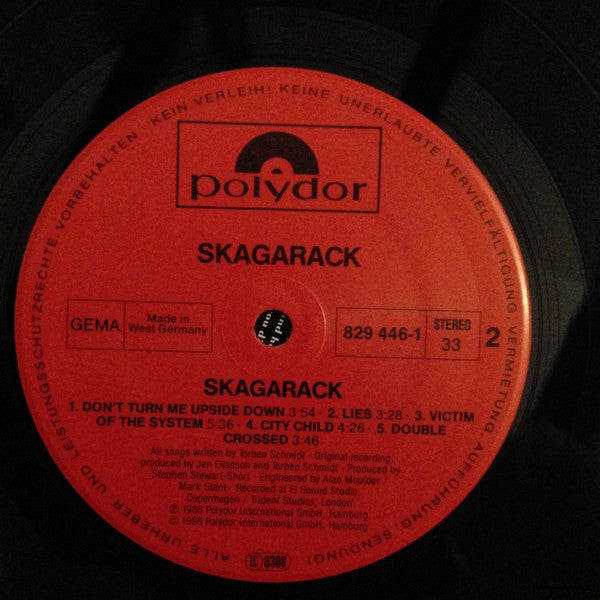 ALLE URHEBER- UND LEISTUNGSSCHUTZRECHTE VORBEHALTEN · KEIN VERLEIH! KEINE UNERLAUBTE VERVIELFÄLTIGUNG · VERMIETUNG · AUFFÜHRUNG · SENDUNG!
polydor
SKAGARACK
GEMA
Made in
West Germany
829 446-1
STEREO
33
2
SKAGARACK
1. DON'T TURN ME UPSIDE DOWN 3:54 · 2. LIES 3:28 · 3. VICTIM
OF THE SYSTEM 5:36 · 4. CITY CHILD 4:26 · 5. DOUBLE
CROSSED 3:46
All songs written by Torben Schmidt · Original recording
produced by Jan Eliasson and Torben Schmidt · Produced by
Stephen Stewart-Short · Engineered by Alan Moulder /
Mark Stent · Recorded at El Sound Studio,
Copenhagen / Trident Studios, London
℗ 1986 Polydor International GmbH, Hamburg
© 1986 Polydor International GmbH, Hamburg
LC 0309